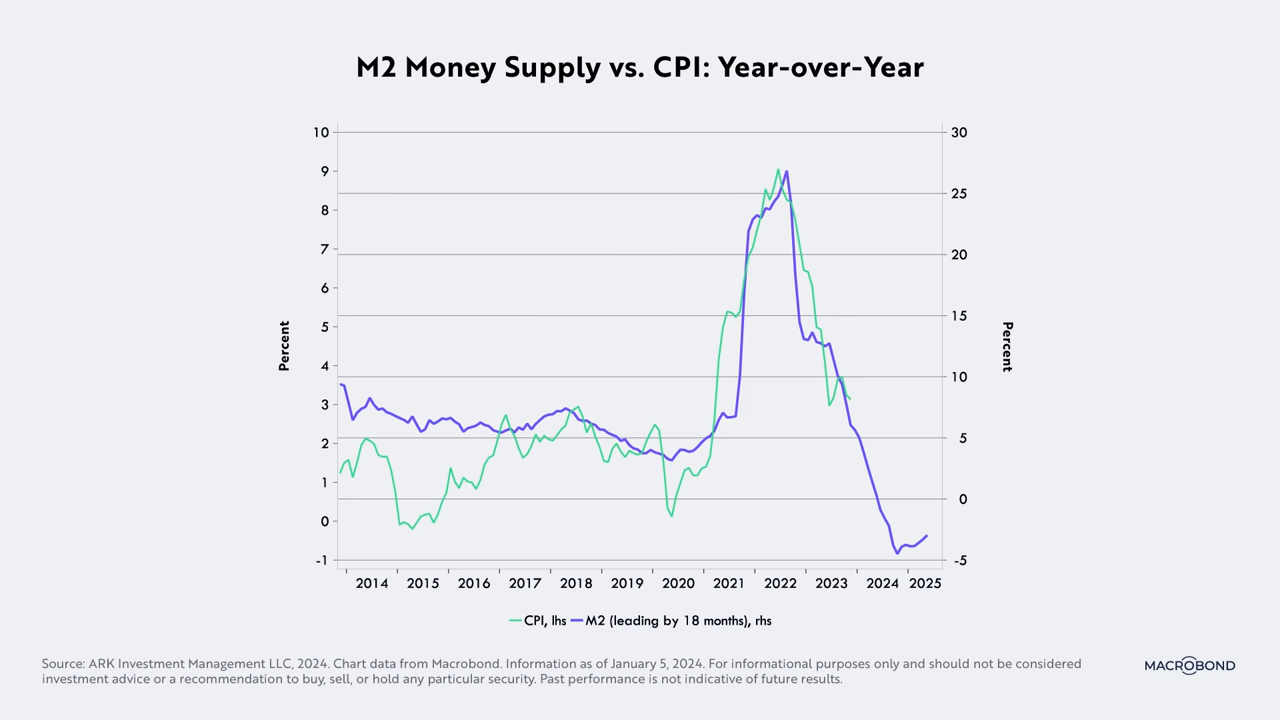 M2 Money Supply vs. CPI: Year-over-Year
10
9
8
7
6
5
4
3
2
1
0
-1
Percent
30
25
20
15
10
5
0
-5
Percent
2014 2015 2016 2017 2018 2019 2020 2021 2022 2023 2024 2025
CPI, lhs M2 (leading by 18 months), rhs
Source: ARK Investment Management LLC, 2024. Chart data from Macrobond. Information as of January 5, 2024. For informational purposes only and should not be considered
investment advice or a recommendation to buy, sell, or hold any particular security. Past performance is not indicative of future results.
MACROBOND